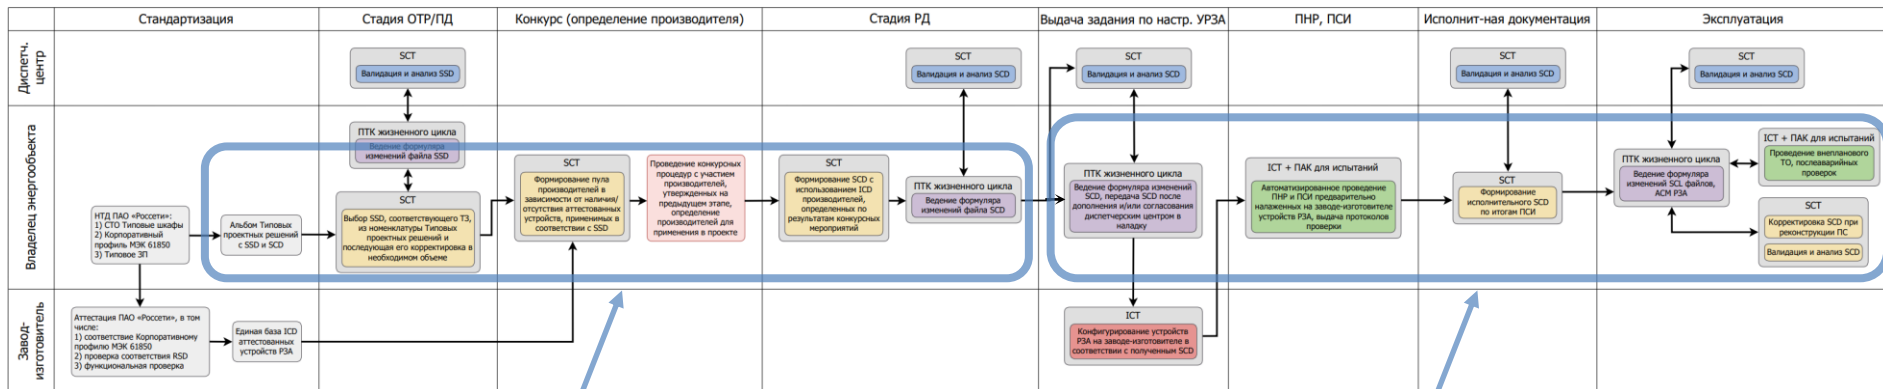 Стандартизация
Стадия ОТР/ПД
Конкурс (определение производителя)
Стадия РД
Выдача задания по настр. УРЗА
ПНР, ПСИ
Исполнит-ная документация
Эксплуатация
Диспетч.
центр
SCT
Валидация и анализ SSD
SCT
Валидация и анализ SCD
SCT
Валидация и анализ SCD
SCT
Валидация и анализ SCD
SCT
Валидация и анализ SCD
Владелец энергообъекта
НТД ПАО «Россети»:
1) СТО Типовые шкафы
2) Корпоративный
профиль МЭК 61850
3) Типовое ЗП
Альбом Типовых
проектных решений
с SSD и SCD
ПТК жизненного цикла
Ведение формуляра
изменений файла SSD
SCT
Выбор SSD, соответствующего ТЗ,
из номенклатуры Типовых
проектных решений и
последующая его корректировка в
необходимом объеме
SCT
Формирование пула
производителей в
зависимости от наличия/
отсутствия аттестованных
устройств, применимых в
соответствии с SSD
Проведение конкурсных
процедур с участием
производителей,
утвержденных на
предыдущем этапе,
определение
производителей для
применения в проекте
SCT
Формирование SCD с
использованием ICD
производителей,
определенных по
результатам конкурсных
мероприятий
ПТК жизненного цикла
Ведение формуляра
изменений файла SCD
ПТК жизненного цикла
Ведение формуляра изменений
SCD, передача SCD после
дополнения и/или согласования
диспетчерским центром в
наладку
ICT + ПАК для испытаний
Автоматизированное проведение
ПНР и ПСИ предварительно
налаженных на заводе-изготовителе
устройств РЗА, выдача протоколов
проверки
SCT
Формирование
исполнительного SCD
по итогам ПСИ
ПТК жизненного цикла
Ведение формуляра
изменений SCL файлов,
АСМ РЗА
ICT + ПАК для испытаний
Проведение внепланового
ТО, послеаварийных
проверок
SCT
Корректировка SCD при
реконструкции ПС
Валидация и анализ SCD
Завод-
изготовитель
Аттестация ПАО «Россети», в том
числе:
1) соответствие Корпоративному
профилю МЭК 61850
2) проверка соответствия RSD
3) функциональная проверка
Единая база ICD
аттестованных
устройств РЗА
ICT
Конфигурирование устройств
РЗА на заводе-изготовителе в
соответствии с полученным SCD